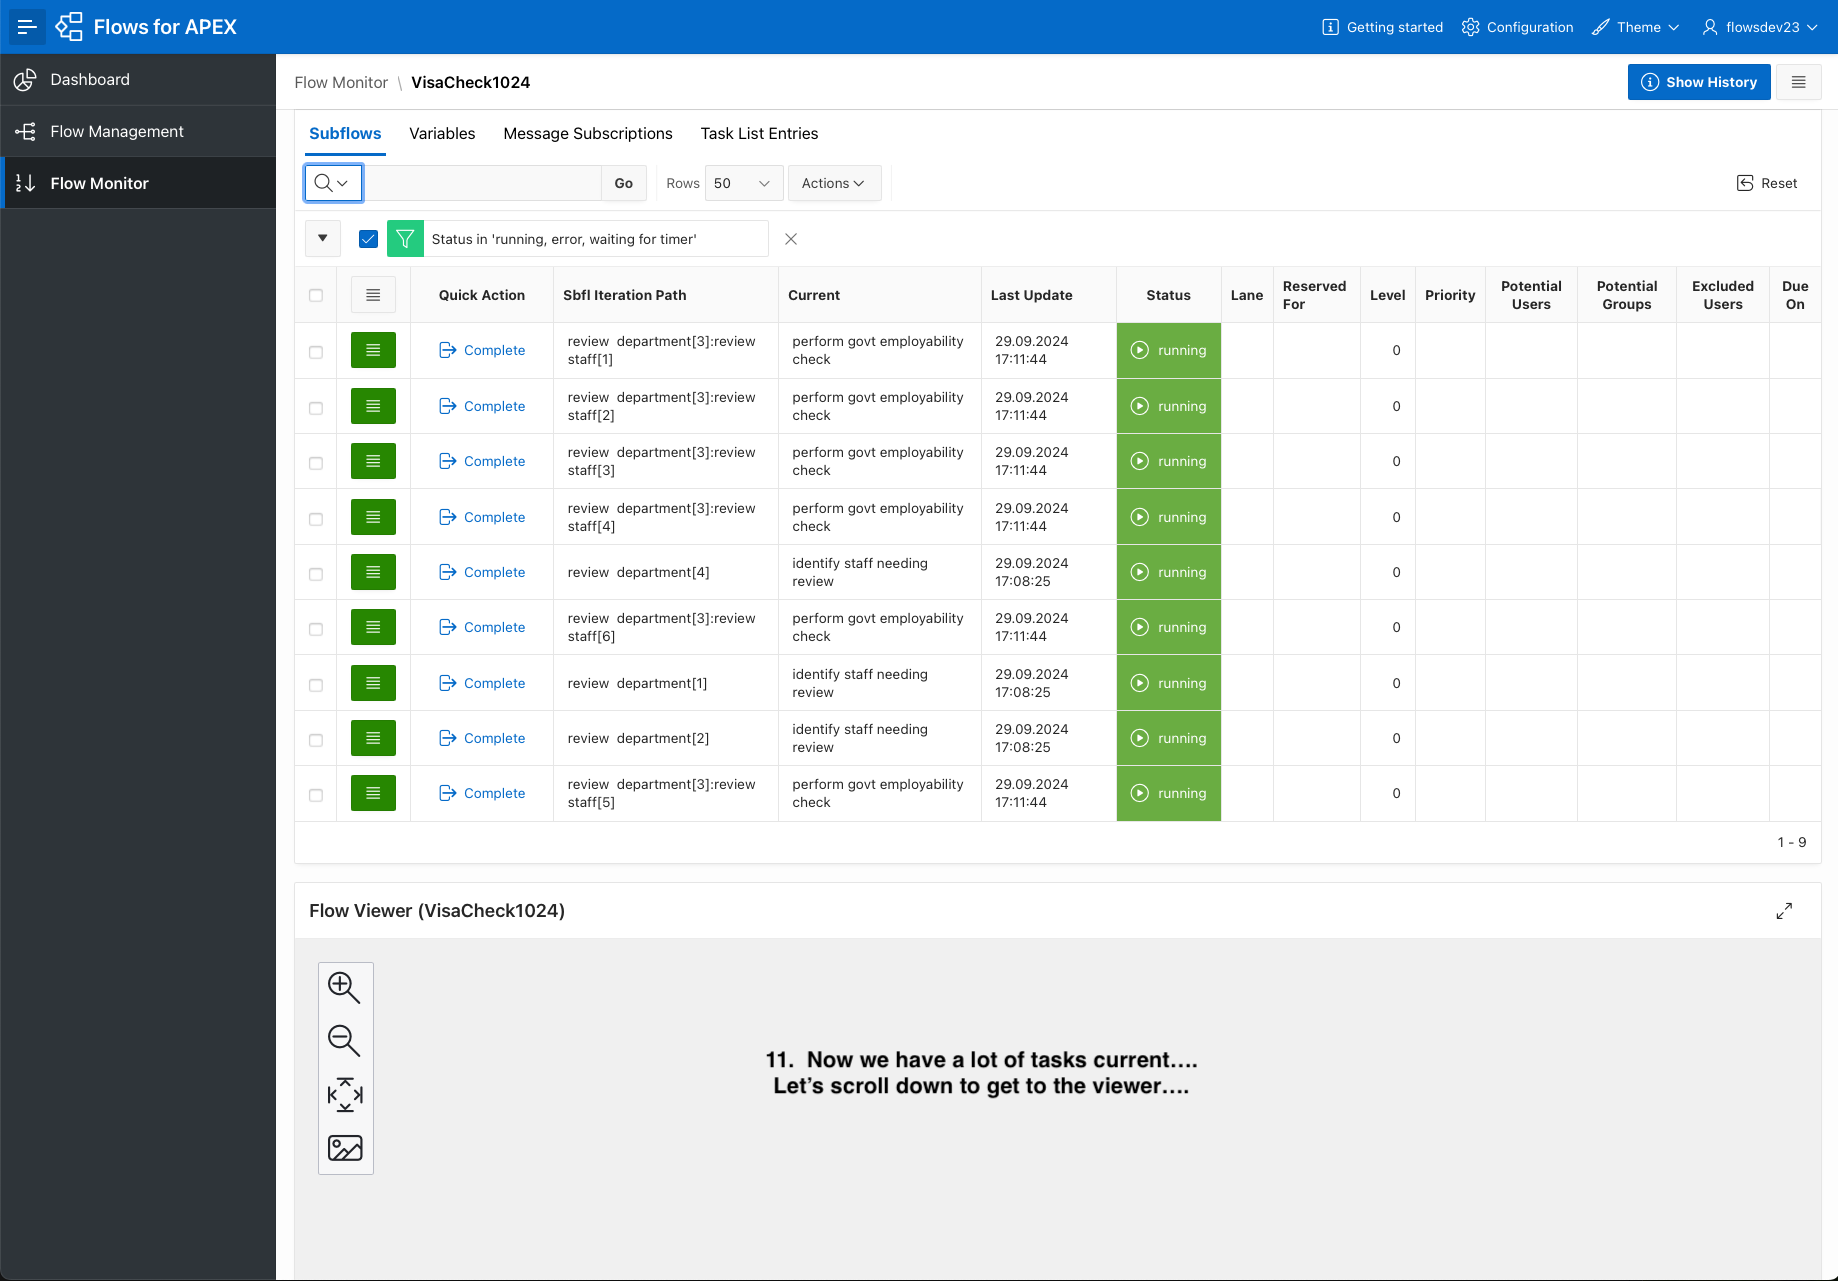 Flows for APEX
Getting started
Configuration
Theme
flowsdev23
Dashboard
Flow Management
Flow Monitor
Flow Monitor \ VisaCheck1024
Show History
Subflows
Variables
Message Subscriptions
Task List Entries
Go
Rows
50
Actions
Reset
Status in 'running, error, waiting for timer'
Quick Action
Sbfl Iteration Path
Current
Last Update
Status
Lane
Reserved
For
Level
Priority
Potential
Users
Potential
Groups
Excluded
Users
Due
On
Complete
review department[3]:review
staff[1]
perform govt employability
check
29.09.2024
17:11:44
running
0
Complete
review department[3]:review
staff[2]
perform govt employability
check
29.09.2024
17:11:44
running
0
Complete
review department[3]:review
staff[3]
perform govt employability
check
29.09.2024
17:11:44
running
0
Complete
review department[3]:review
staff[4]
perform govt employability
check
29.09.2024
17:11:44
running
0
Complete
review department[4]
identify staff needing
review
29.09.2024
17:08:25
running
0
Complete
review department[3]:review
staff[6]
perform govt employability
check
29.09.2024
17:11:44
running
0
Complete
review department[1]
identify staff needing
review
29.09.2024
17:08:25
running
0
Complete
review department[2]
identify staff needing
review
29.09.2024
17:08:25
running
0
Complete
review department[3]:review
staff[5]
perform govt employability
check
29.09.2024
17:11:44
running
0
1 - 9
Flow Viewer (VisaCheck1024)
11. Now we have a lot of tasks current....
Let's scroll down to get to the viewer....